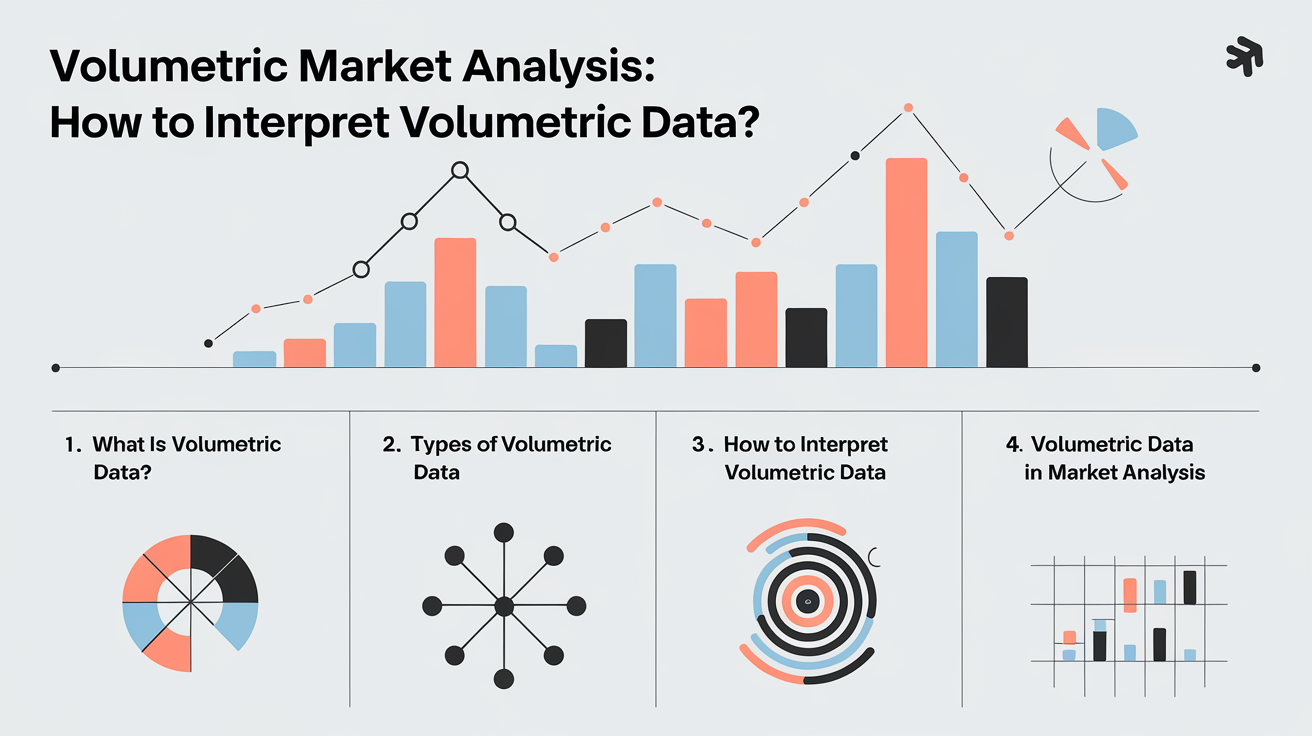 Volumetric Market Analysis:
How to Interpret Volumetric Data?
1. What Is Volumetric
Data?
2. Types of Volumetric
Data
3. How to Interpret
Volumetric Data
4. Volumetric Data
in Market Analysis